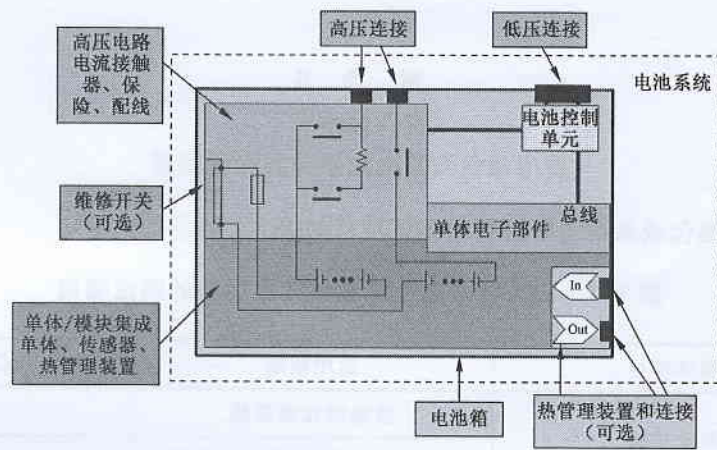 高压电路
电流接触
器、保
险、配线
高压连接
低压连接
电池系统
电池控制
单元
维修开关
（可选）
总线
单体电子部件
In
Out
单体/模块集成
单体、传感器、
热管理装置
电池箱
热管理装置和连接
（可选）